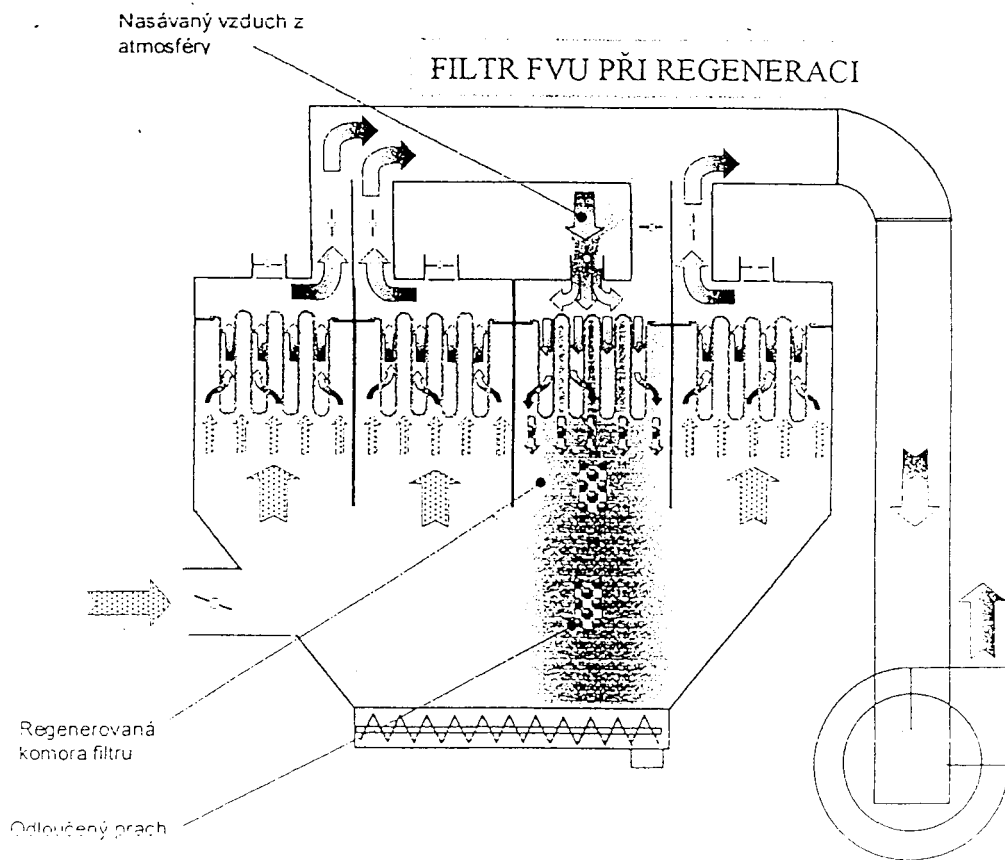 Nasávaný vzduch z
atmosféry
FILTR FVU PŘI REGENERACI
Regenerovaná
komora filtru
Odloučený prach